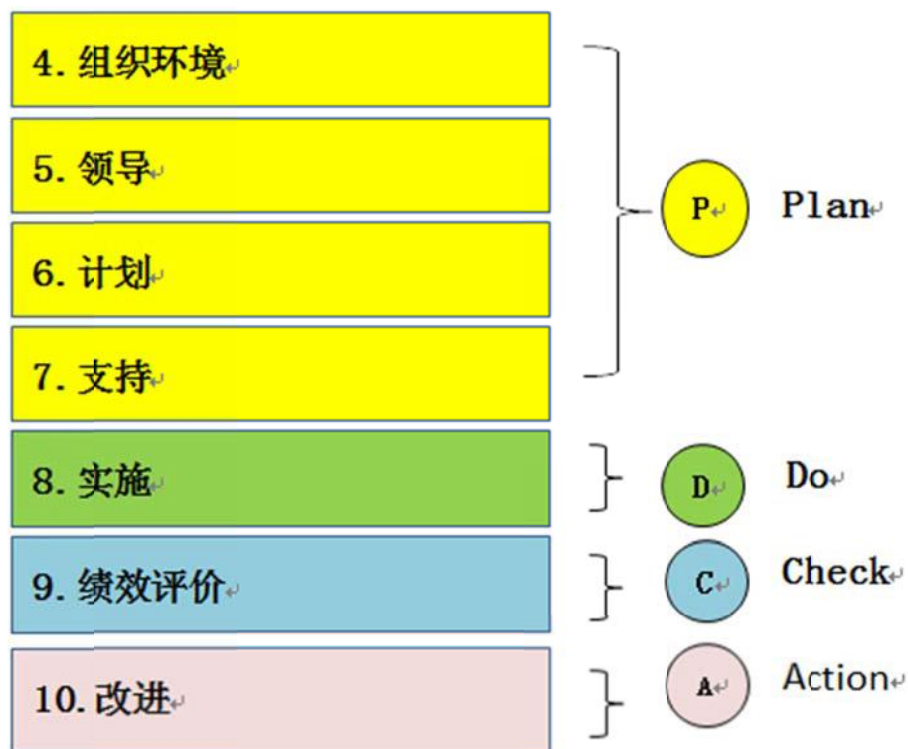 4. 组织环境
5. 领导
6. 计划
7. 支持
P Plan
8. 实施
D Do
9. 绩效评价
C Check
10. 改进
A Action